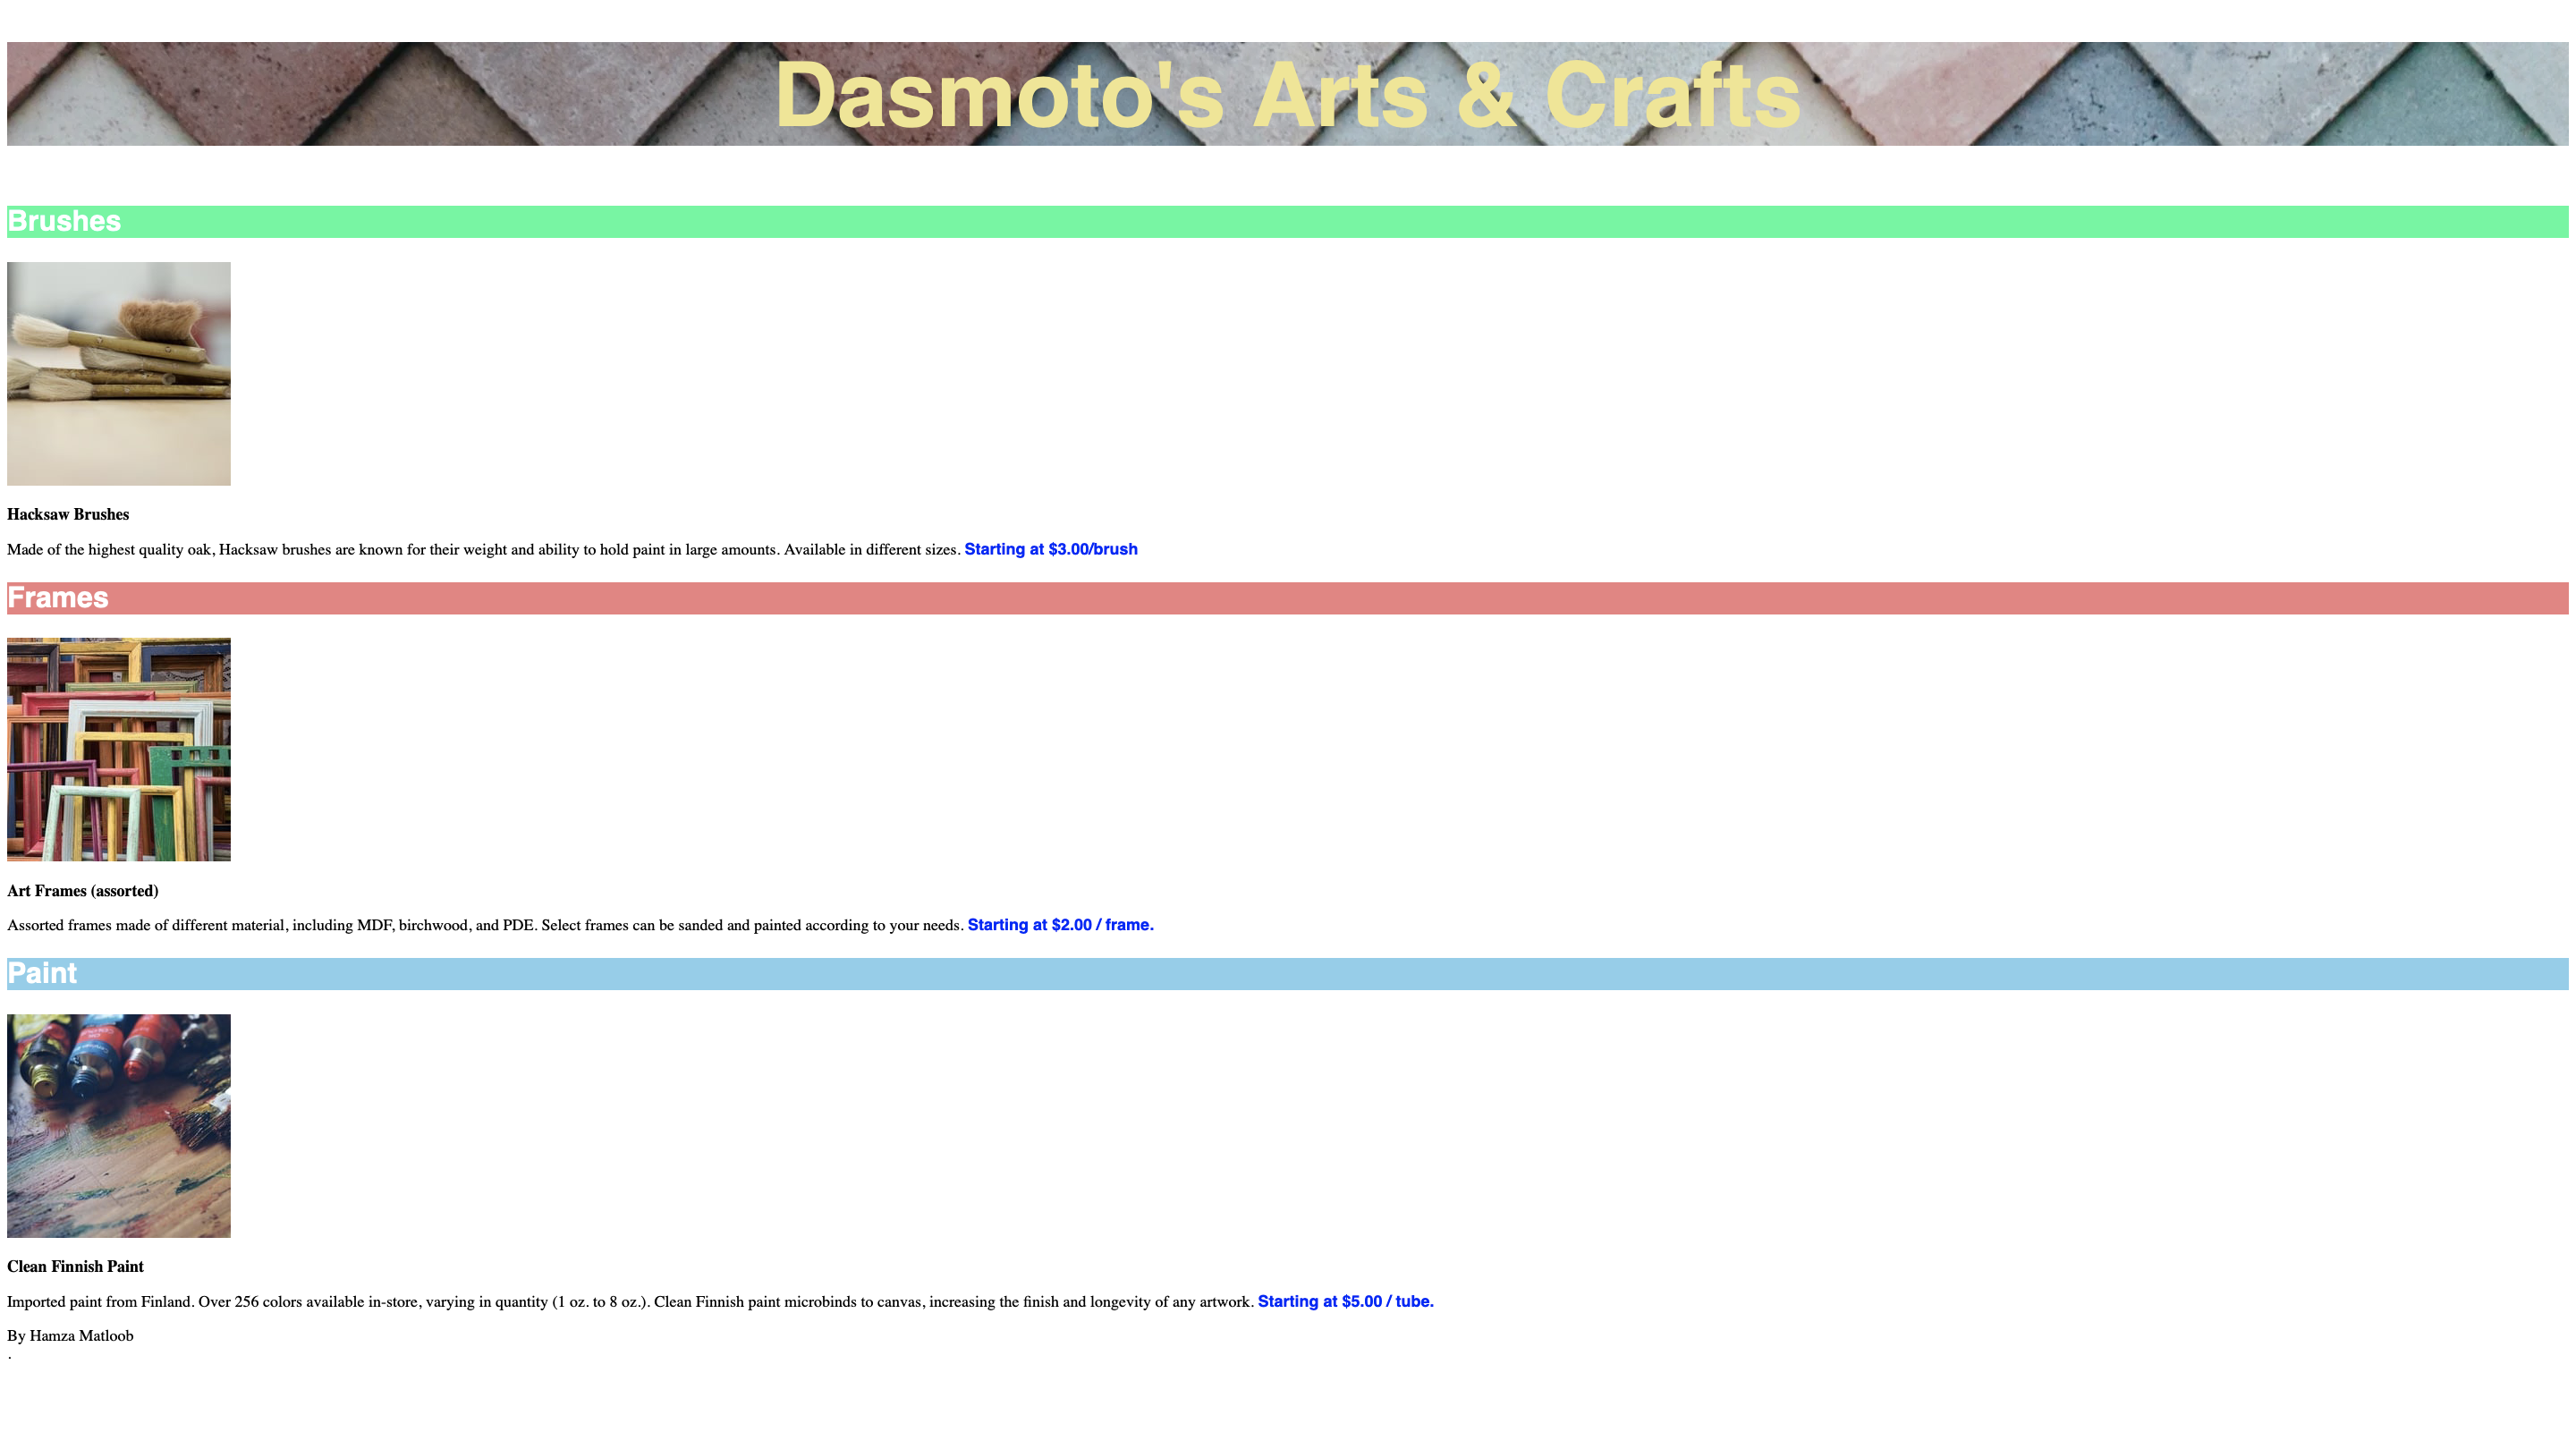 Dasmoto's Arts & Crafts
Brushes
Hacksaw Brushes
Made of the highest quality oak, Hacksaw brushes are known for their weight and ability to hold paint in large amounts. Available in different sizes. Starting at $3.00/brush
Frames
Art Frames (assorted)
Assorted frames made of different material, including MDF, birchwood, and PDE. Select frames can be sanded and painted according to your needs. Starting at $2.00 / frame.
Paint
Clean Finnish Paint
Imported paint from Finland. Over 256 colors available in-store, varying in quantity (1 oz. to 8 oz.). Clean Finnish paint microbinds to canvas, increasing the finish and longevity of any artwork. Starting at $5.00 / tube.
By Hamza Matloob
.